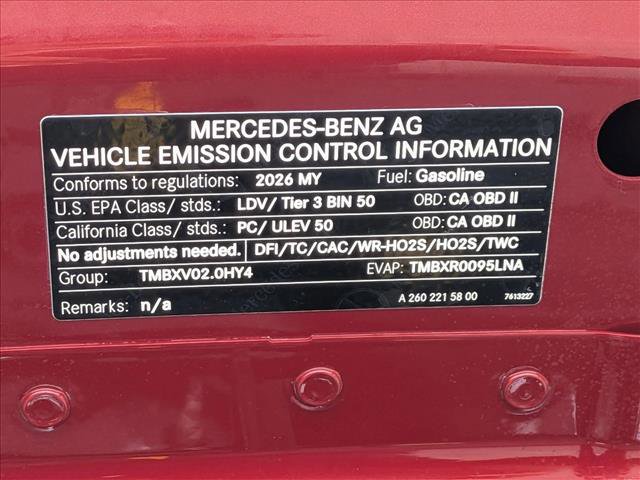 MERCEDES-BENZ AG
VEHICLE EMISSION CONTROL INFORMATION
Conforms to regulations: 2026 MY Fuel: Gasoline
U.S. EPA Class/ stds.: LDV/ Tier 3 BIN 50 OBD: CA OBD II
California Class/ stds.: PC/ ULEV 50 OBD: CA OBD II
No adjustments needed. DFI/TC/CAC/WR-HO2S/HO2S/TWC
Group: TMBXV02.0HY4 EVAP: TMBXR0095LNA
Remarks: n/a A 260 221 58 00 7613227